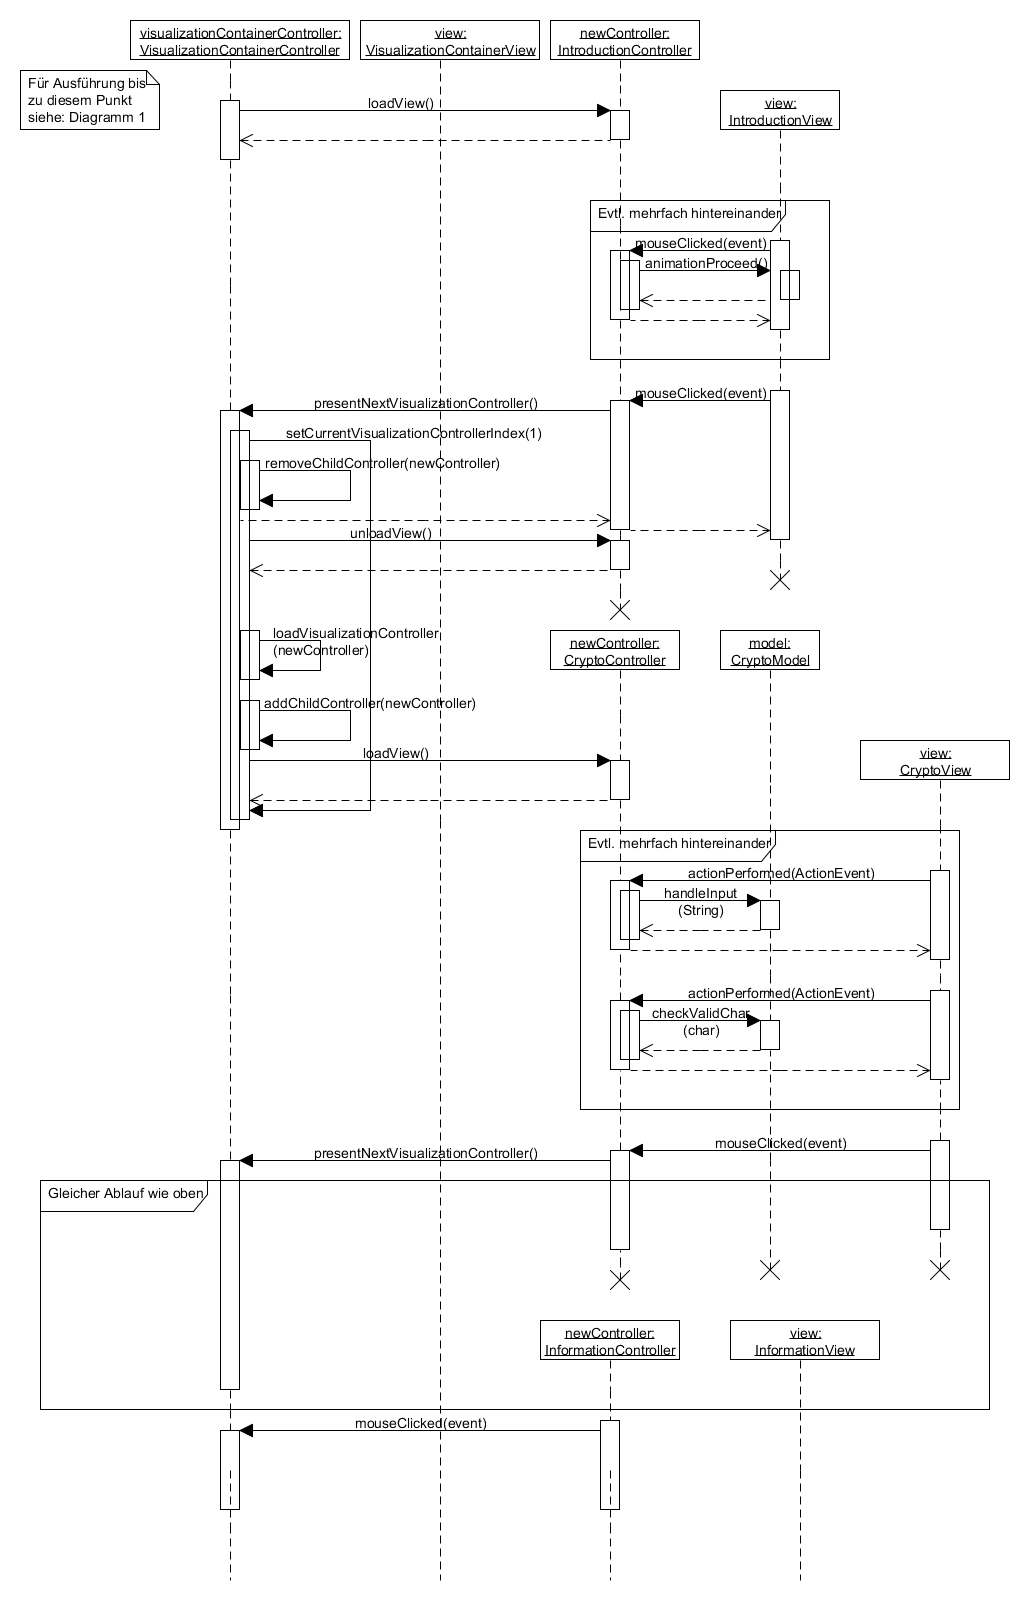 visualizationContainerController:
VisualizationContainerController
view:
VisualizationContainerView
newController:
IntroductionController
Für Ausführung bis
zu diesem Punkt
siehe: Diagramm 1
loadView()
view:
IntroductionView
Evtl. mehrfach hintereinander
mouseClicked(event)
animationProceed()
mouseClicked(event)
presentNextVisualizationController()
setCurrentVisualizationControllerIndex(1)
removeChildController(newController)
unloadView()
loadVisualizationController
(newController)
newController:
CryptoController
model:
CryptoModel
addChildController(newController)
loadView()
view:
CryptoView
Evtl. mehrfach hintereinander
actionPerformed(ActionEvent)
handleInput
(String)
actionPerformed(ActionEvent)
checkValidChar
(char)
mouseClicked(event)
presentNextVisualizationController()
Gleicher Ablauf wie oben
newController:
InformationController
view:
InformationView
mouseClicked(event)